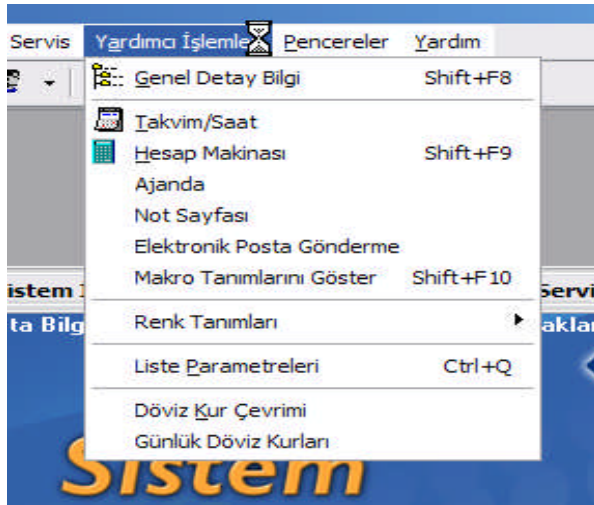 Servis Yardımcı İşlemle Pencereler Yardım
Genel Detay Bilgi Shift+F8
Takvim/Saat
Hesap Makinası Shift+F9
Ajanda
Not Sayfası
Elektronik Posta Gönderme
Makro Tanımlarını Göster Shift+F10
istem Servi
Renk Tanımları
ta Bilg aklar
Liste Parametreleri Ctrl+Q
Döviz Kur Çevrimi
Günlük Döviz Kurları
Sistem